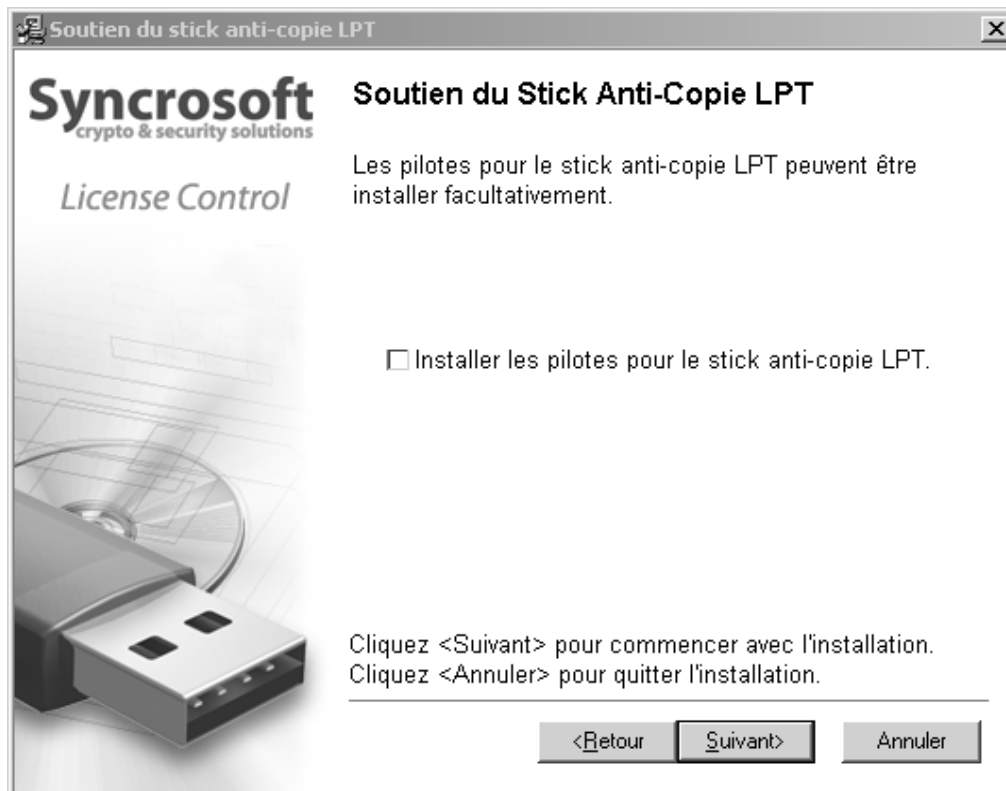 Soutien du stick anti-copie LPT
Syncrosoft
crypto & security solutions
License Control
Soutien du Stick Anti-Copie LPT
Les pilotes pour le stick anti-copie LPT peuvent être
installer facultativement.
Installer les pilotes pour le stick anti-copie LPT.
Cliquez <Suivant> pour commencer avec l'installation.
Cliquez <Annuler> pour quitter l'installation.
<Retour Suivant> Annuler